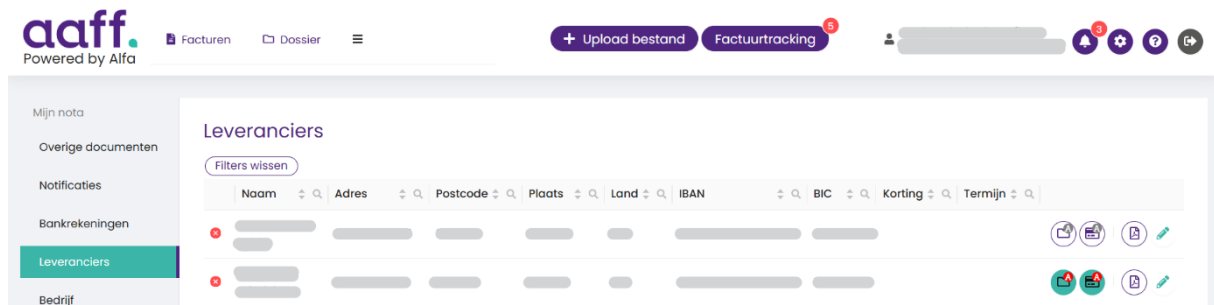 aaff.
Powered by Alfa
Facturen
Dossier
+ Upload bestand
Factuurtracking
5
3
Mijn nota
Overige documenten
Notificaties
Bankrekeningen
Leveranciers
Bedrijf
Leveranciers
Filters wissen
Naam Adres Postcode Plaats Land IBAN BIC Korting Termijn
A A
A A